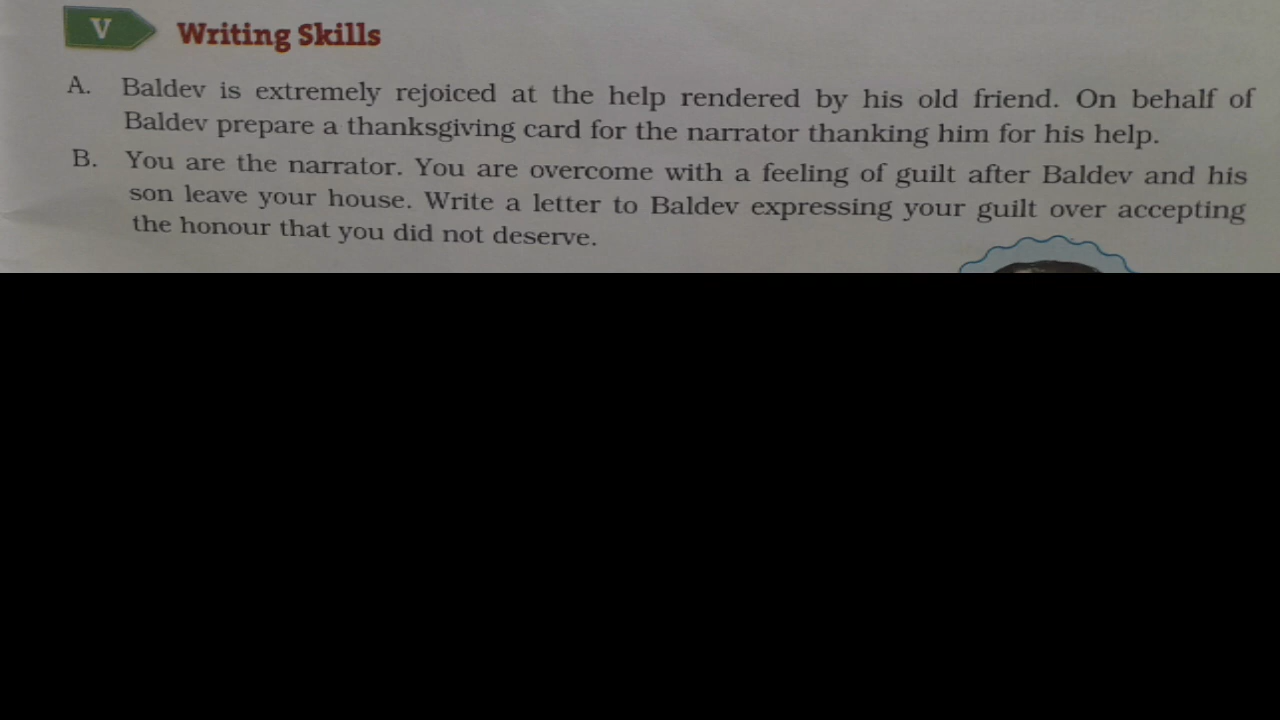 V Writing Skills
A. Baldev is extremely rejoiced at the help rendered by his old friend. On behalf of
Baldev prepare a thanksgiving card for the narrator thanking him for his help.
B. You are the narrator. You are overcome with a feeling of guilt after Baldev and his
son leave your house. Write a letter to Baldev expressing your guilt over accepting
the honour that you did not deserve.